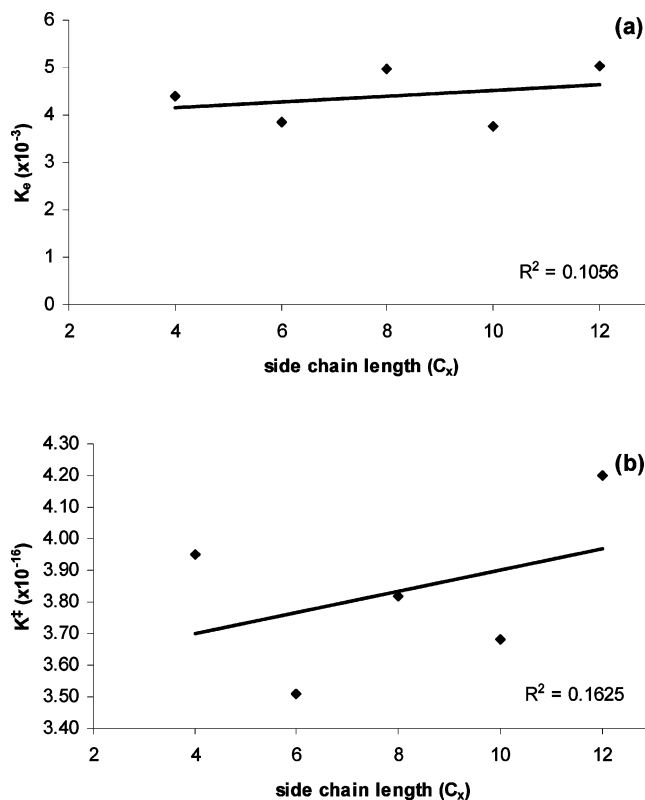 (a)
6
5
4
3
2
1
0
Kₑ (x10⁻³)
R² = 0.1056
2 4 6 8 10 12
side chain length (Cₓ)
(b)
4.30
4.20
4.10
4.00
3.90
3.80
3.70
3.60
3.50
3.40
K‡ (x10⁻¹⁶)
R² = 0.1625
2 4 6 8 10 12
side chain length (Cₓ)